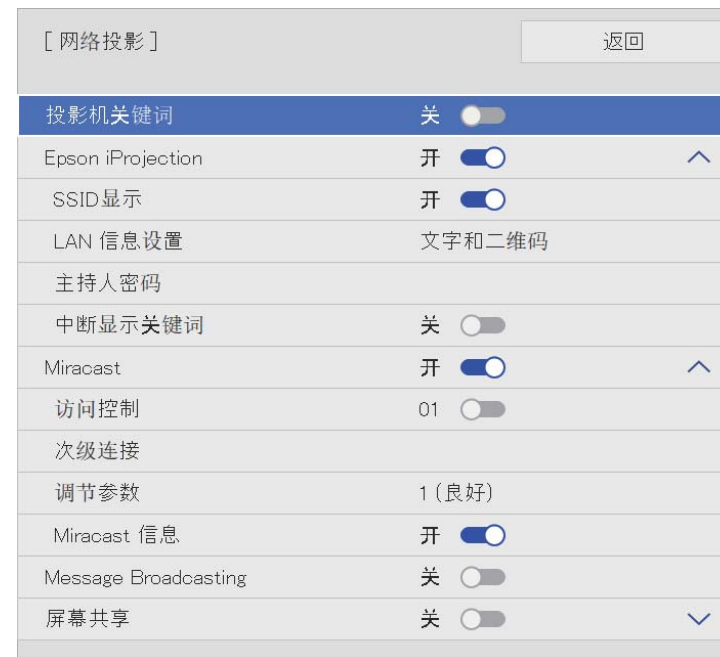 [ 网络投影 ] 返回
投影机关键词 关
Epson iProjection 开
SSID显示 开
LAN 信息设置 文字和二维码
主持人密码
中断显示关键词 关
Miracast 开
访问控制 01
次级连接
调节参数 1 (良好)
Miracast 信息 开
Message Broadcasting 关
屏幕共享 关